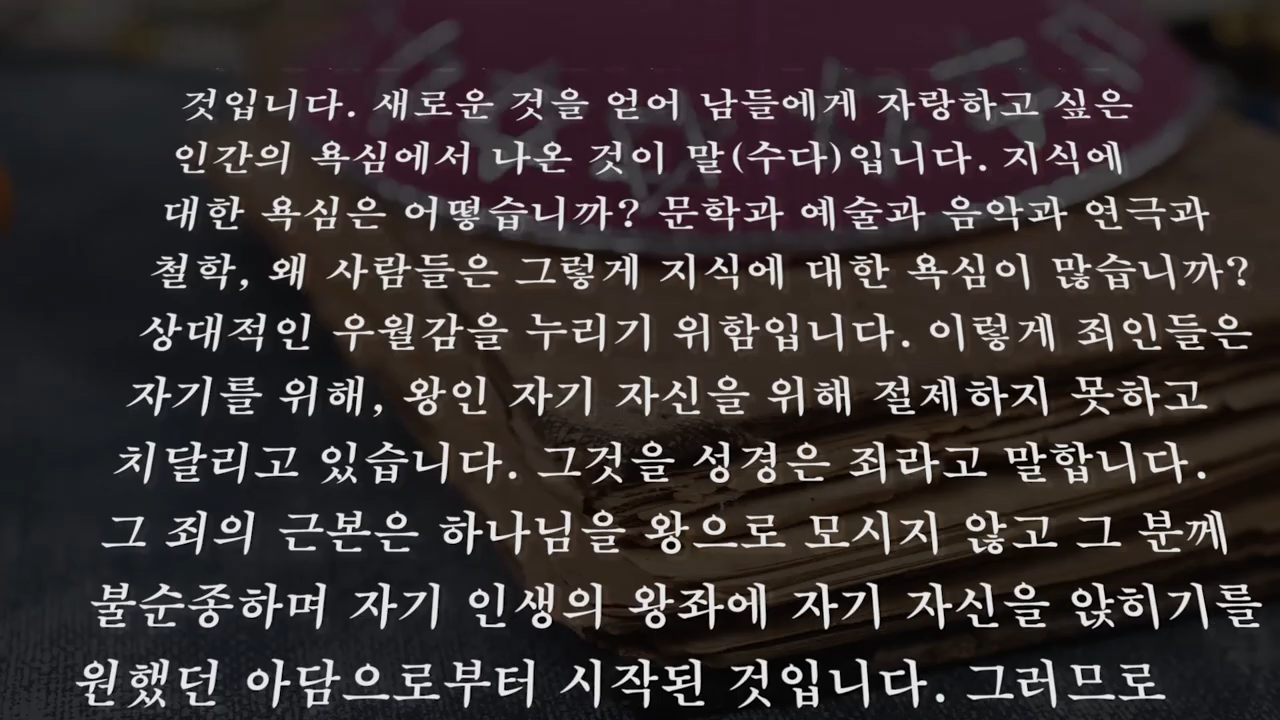 것입니다. 새로운 것을 얻어 남들에게 자랑하고 싶은
인간의 욕심에서 나온 것이 말(수다)입니다. 지식에
대한 욕심은 어떻습니까? 문학과 예술과 음악과 연극과
철학, 왜 사람들은 그렇게 지식에 대한 욕심이 많습니까?
상대적인 우월감을 누리기 위함입니다. 이렇게 죄인들은
자기를 위해, 왕인 자기 자신을 위해 절제하지 못하고
치달리고 있습니다. 그것을 성경은 죄라고 말합니다.
그 죄의 근본은 하나님을 왕으로 모시지 않고 그 분께
불순종하며 자기 인생의 왕좌에 자기 자신을 앉히기를
원했던 아담으로부터 시작된 것입니다. 그러므로